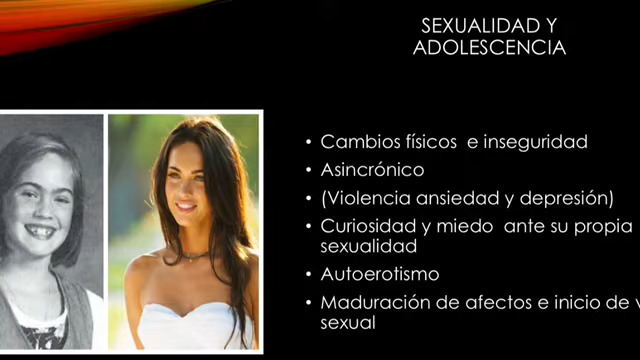 SEXUALIDAD Y
ADOLESCENCIA
• Cambios físicos e inseguridad
• Asincrónico
• (Violencia ansiedad y depresión)
• Curiosidad y miedo ante su propia
sexualidad
• Autoerotismo
• Maduración de afectos e inicio de
sexual